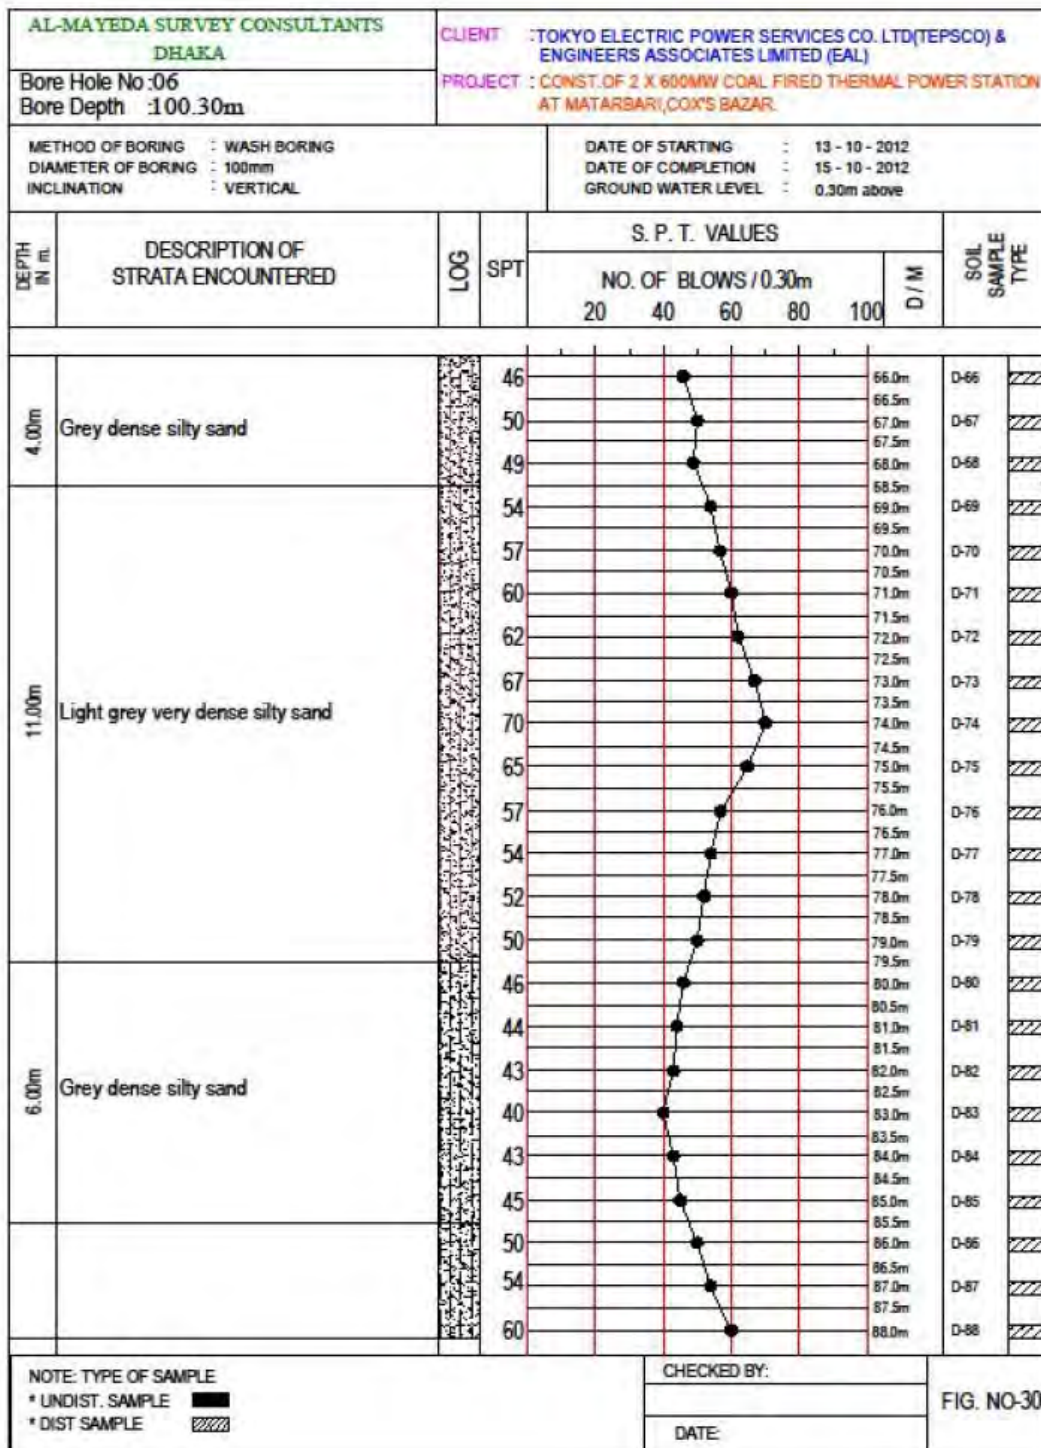 AL-MAYEDA SURVEY CONSULTANTS
DHAKA
Bore Hole No :06
Bore Depth :100.30m
CLIENT :TOKYO ELECTRIC POWER SERVICES CO. LTD(TEPSCO) &
ENGINEERS ASSOCIATES LIMITED (EAL)
PROJECT : CONST.OF 2 X 600MW COAL FIRED THERMAL POWER STATION
AT MATARBARI,COX'S BAZAR.
METHOD OF BORING : WASH BORING
DIAMETER OF BORING : 100mm
INCLINATION : VERTICAL
DATE OF STARTING : 13 - 10 - 2012
DATE OF COMPLETION : 15 - 10 - 2012
GROUND WATER LEVEL : 0.30m above
DEPTH
IN m.
DESCRIPTION OF
STRATA ENCOUNTERED
LOG
SPT
S. P. T. VALUES
NO. OF BLOWS / 0.30m
20 40 60 80 100
D / M
SOIL
SAMPLE
TYPE
46 66.0m D-66
66.5m
4.00m Grey dense silty sand
50 67.0m D-67
67.5m
49 68.0m D-68
68.5m
54 69.0m D-69
69.5m
57 70.0m D-70
70.5m
60 71.0m D-71
71.5m
62 72.0m D-72
72.5m
67 73.0m D-73
73.5m
11.00m Light grey very dense silty sand
70 74.0m D-74
74.5m
65 75.0m D-75
75.5m
57 76.0m D-76
76.5m
54 77.0m D-77
77.5m
52 78.0m D-78
78.5m
50 79.0m D-79
79.5m
46 80.0m D-80
80.5m
44 81.0m D-81
81.5m
43 82.0m D-82
82.5m
6.00m Grey dense silty sand
40 83.0m D-83
83.5m
43 84.0m D-84
84.5m
45 85.0m D-85
85.5m
50 86.0m D-86
86.5m
54 87.0m D-87
87.5m
60 88.0m D-88
NOTE: TYPE OF SAMPLE
* UNDIST. SAMPLE
* DIST SAMPLE
CHECKED BY:
DATE:
FIG. NO-30